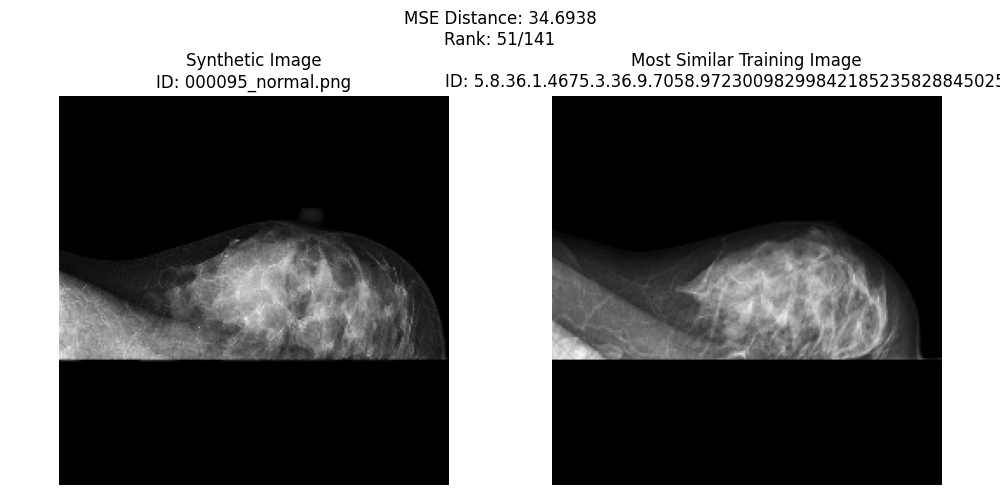 MSE Distance: 34.6938
Rank: 51/141
Synthetic Image
ID: 000095_normal.png
Most Similar Training Image
ID: 5.8.36.1.4675.3.36.9.7058.97230098299842185235828845025